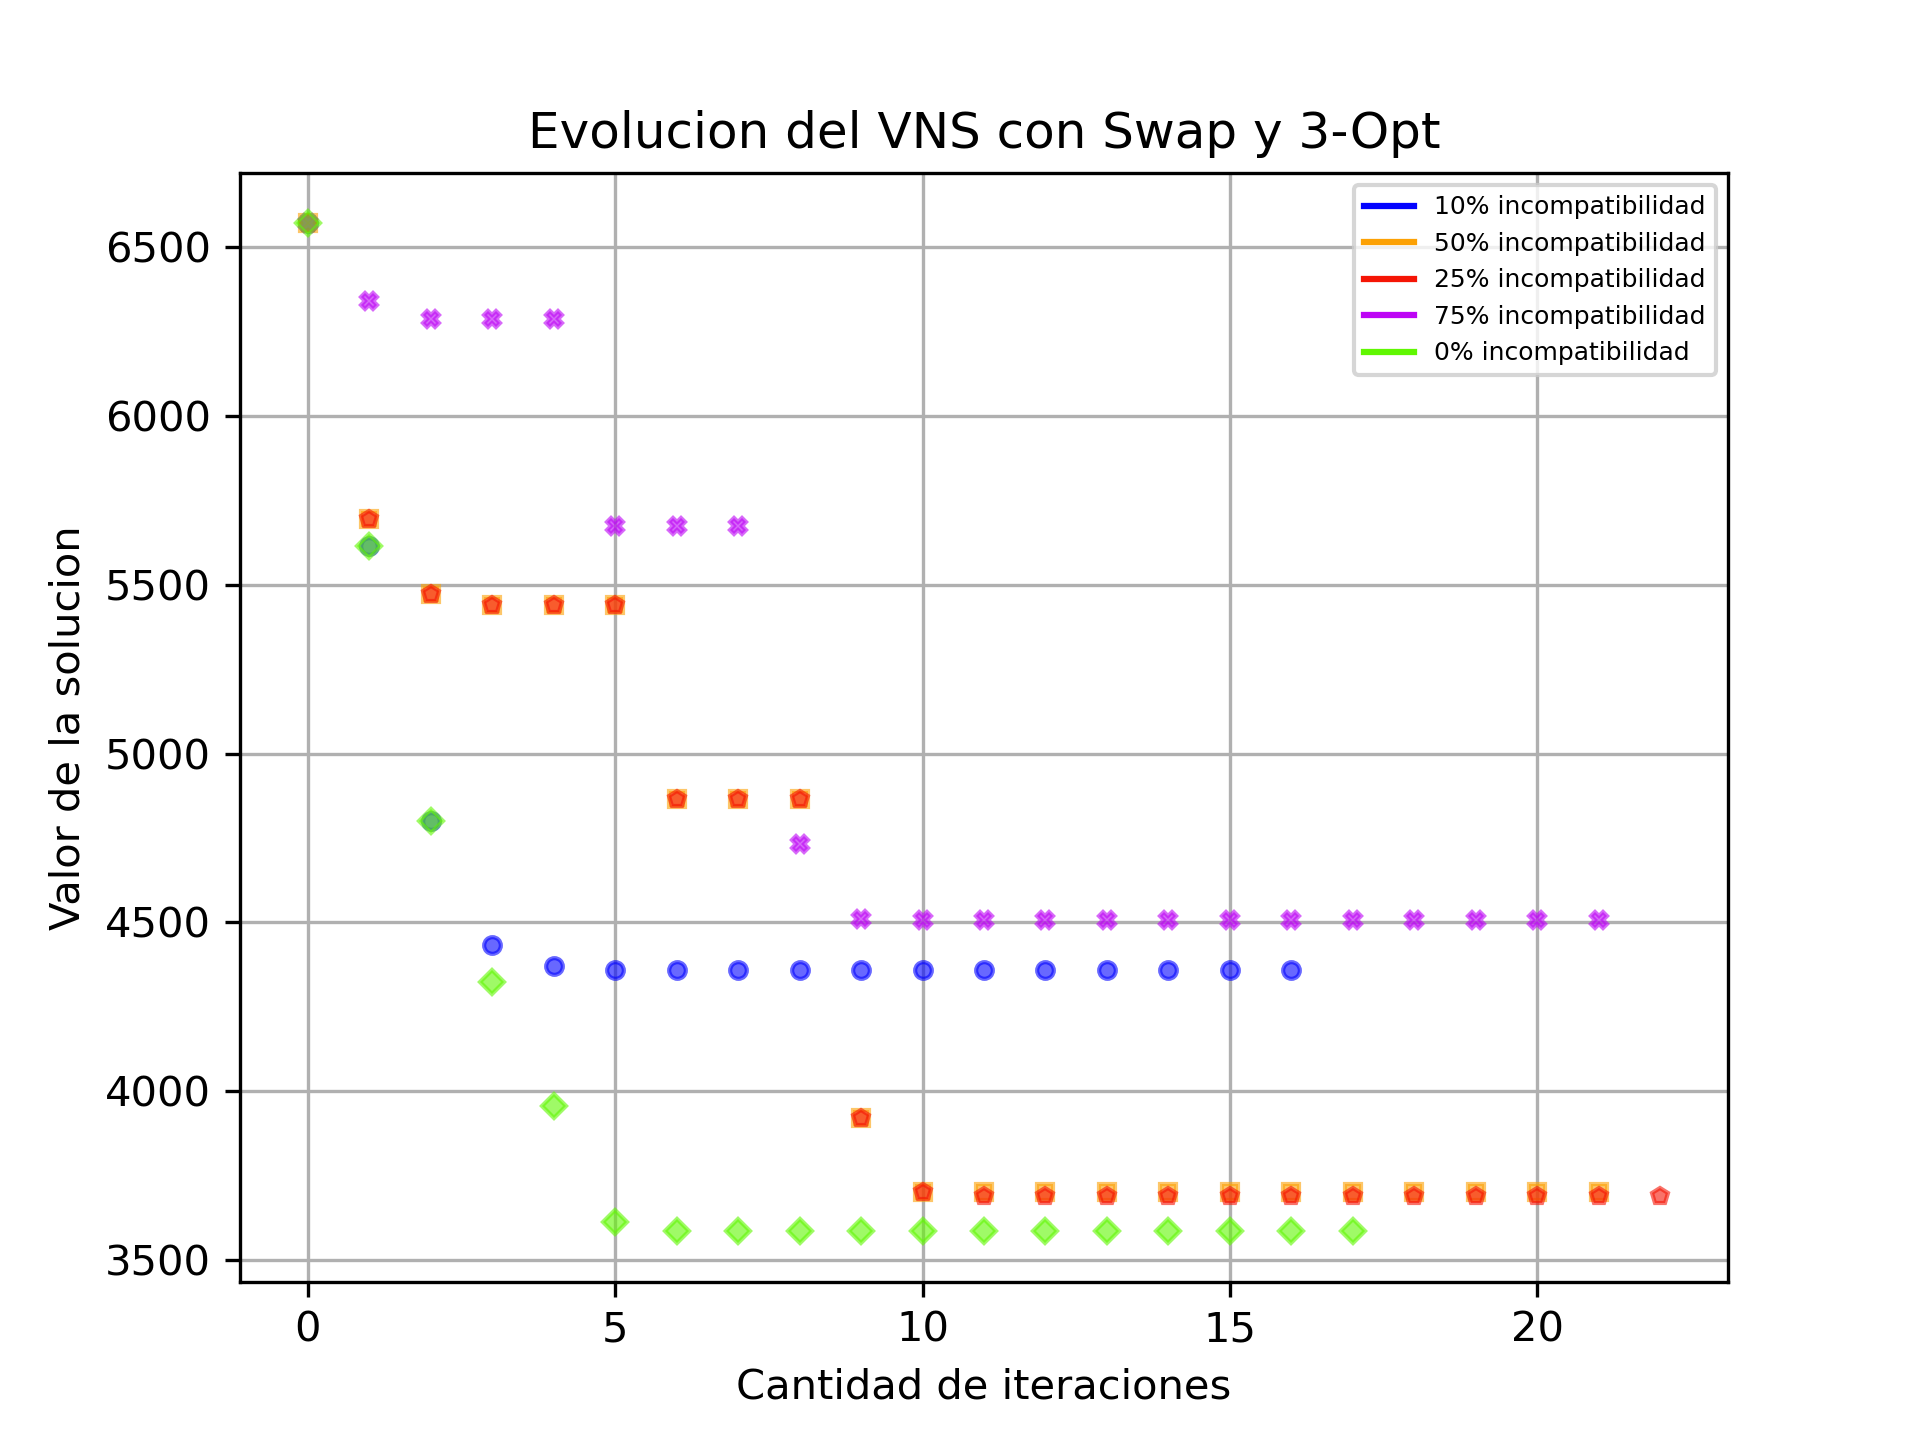 Evolucion del VNS con Swap y 3-Opt
10% incompatibilidad
50% incompatibilidad
25% incompatibilidad
75% incompatibilidad
0% incompatibilidad
Valor de la solucion
6500
6000
5500
5000
4500
4000
3500
0 5 10 15 20
Cantidad de iteraciones